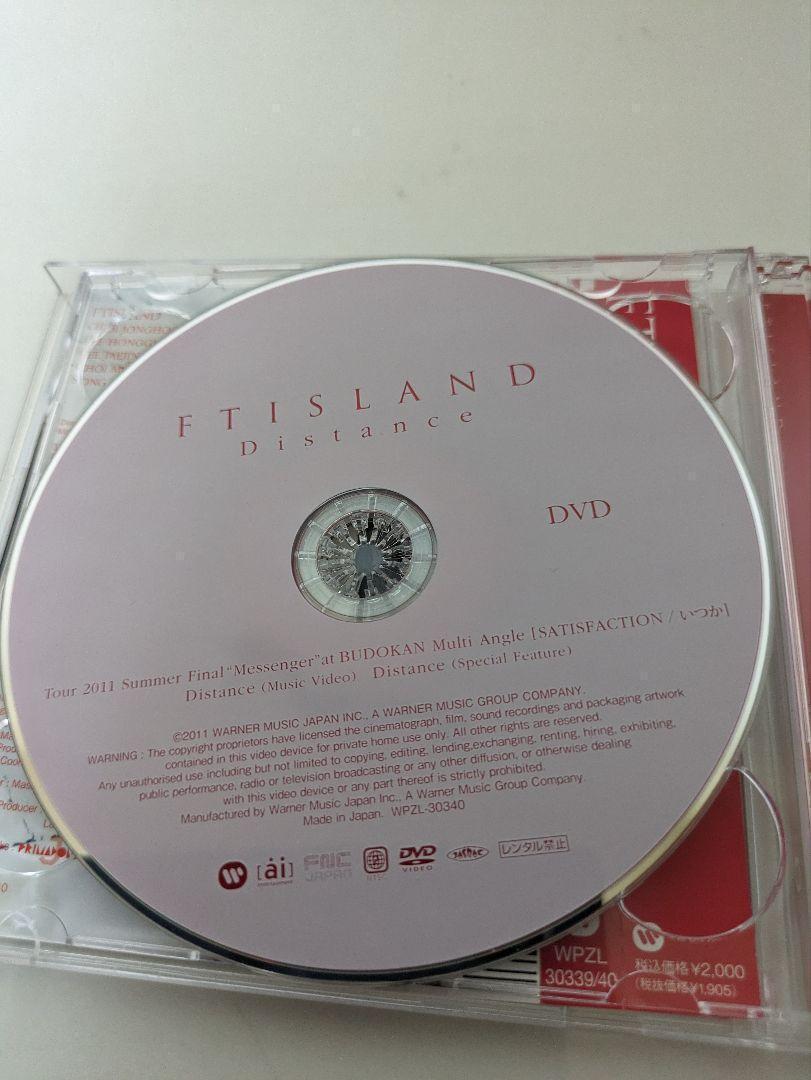 FTISLAND
Distance
DVD
Tour 2011 Summer Final "Messenger" at BUDOKAN Multi Angle [SATISFACTION / いつか]
Distance (Music Video) Distance (Special Feature)
©2011 WARNER MUSIC JAPAN INC., A WARNER MUSIC GROUP COMPANY.
WARNING : The copyright proprietors have licensed the cinematograph, film, sound recordings and packaging artwork
contained in this video device for private home use only. All other rights are reserved.
Any unauthorised use including but not limited to copying, editing, lending,exchanging, renting, hiring, exhibiting,
public performance, radio or television broadcasting or any other diffusion, or otherwise dealing
with this video device or any part thereof is strictly prohibited.
Manufactured by Warner Music Japan Inc., A Warner Music Group Company.
Made in Japan. WPZL-30340
[ai]
entertainment
FNC
JAPAN
NTSC
DVD
VIDEO
JASRAC
レンタル禁止
WPZL
30339/40
税込価格¥2,000
(税抜価格¥1,905)